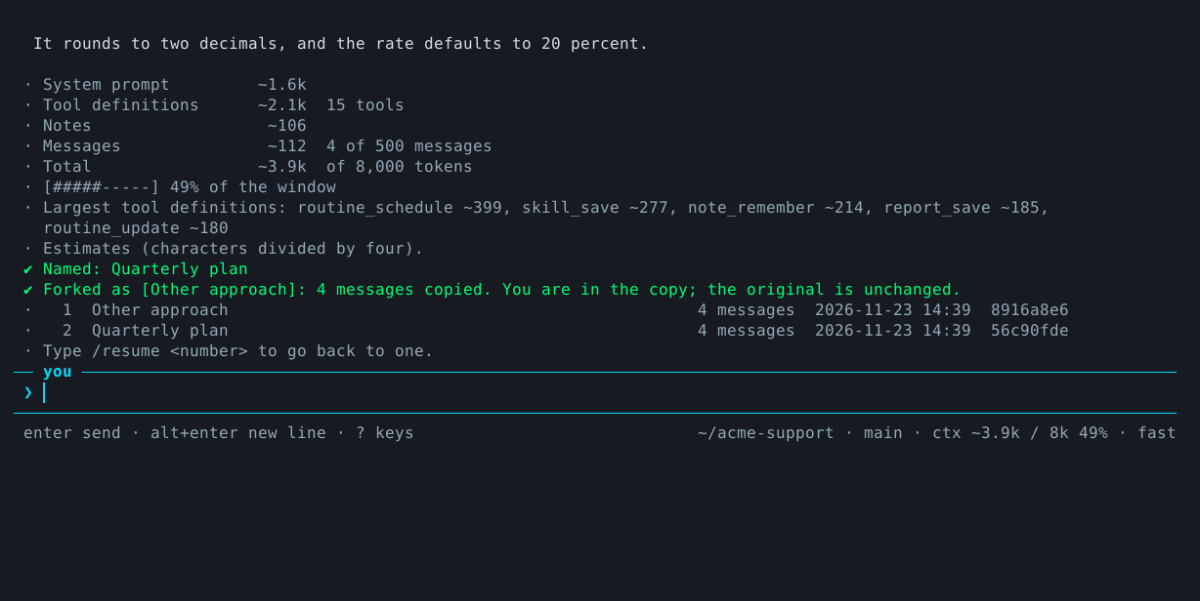 It rounds to two decimals, and the rate defaults to 20 percent.
· System prompt ~1.6k
· Tool definitions ~2.1k 15 tools
· Notes ~106
· Messages ~112 4 of 500 messages
· Total ~3.9k of 8,000 tokens
· [#####-----] 49% of the window
· Largest tool definitions: routine_schedule ~399, skill_save ~277, note_remember ~214, report_save ~185,
routine_update ~180
· Estimates (characters divided by four).
✔ Named: Quarterly plan
✔ Forked as [Other approach]: 4 messages copied. You are in the copy; the original is unchanged.
· 1 Other approach 4 messages 2026-11-23 14:39 8916a8e6
· 2 Quarterly plan 4 messages 2026-11-23 14:39 56c90fde
· Type /resume <number> to go back to one.
you
❯
enter send · alt+enter new line · ? keys ~/acme-support · main · ctx ~3.9k / 8k 49% · fast